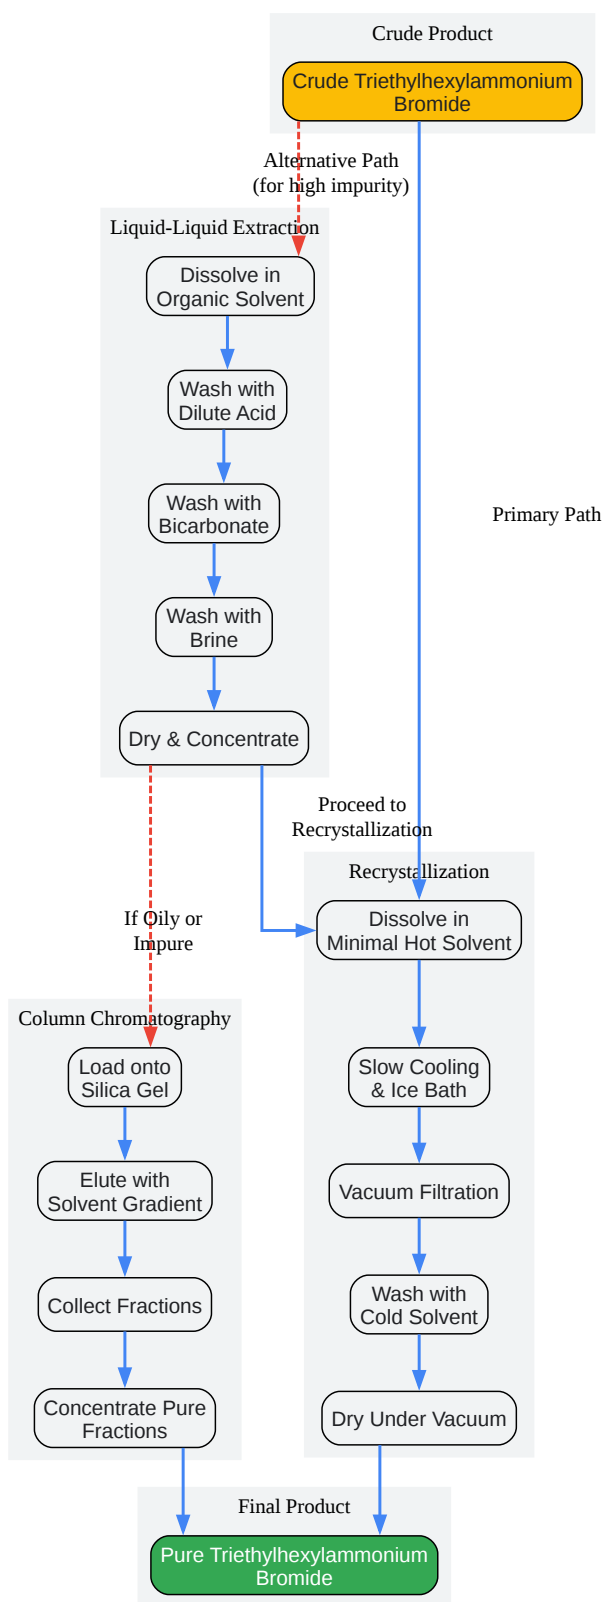 Crude Product
Crude Triethylhexylammonium
Bromide
Alternative Path
(for high impurity)
Liquid-Liquid Extraction
Dissolve in
Organic Solvent
Wash with
Dilute Acid
Wash with
Bicarbonate
Primary Path
Wash with
Brine
Dry & Concentrate
Proceed to
Recrystallization
Recrystallization
Dissolve in
Minimal Hot Solvent
If Oily or
Impure
Column Chromatography
Load onto
Silica Gel
Slow Cooling
& Ice Bath
Elute with
Solvent Gradient
Vacuum Filtration
Collect Fractions
Wash with
Cold Solvent
Concentrate Pure
Fractions
Dry Under Vacuum
Final Product
Pure Triethylhexylammonium
Bromide